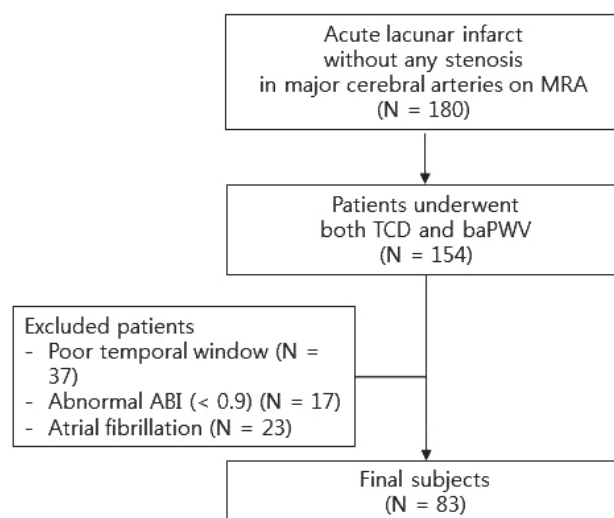 Acute lacunar infarct
without any stenosis
in major cerebral arteries on MRA
(N = 180)
Patients underwent
both TCD and baPWV
(N = 154)
Excluded patients
- Poor temporal window (N =
37)
- Abnormal ABI (< 0.9) (N = 17)
- Atrial fibrillation (N = 23)
Final subjects
(N = 83)